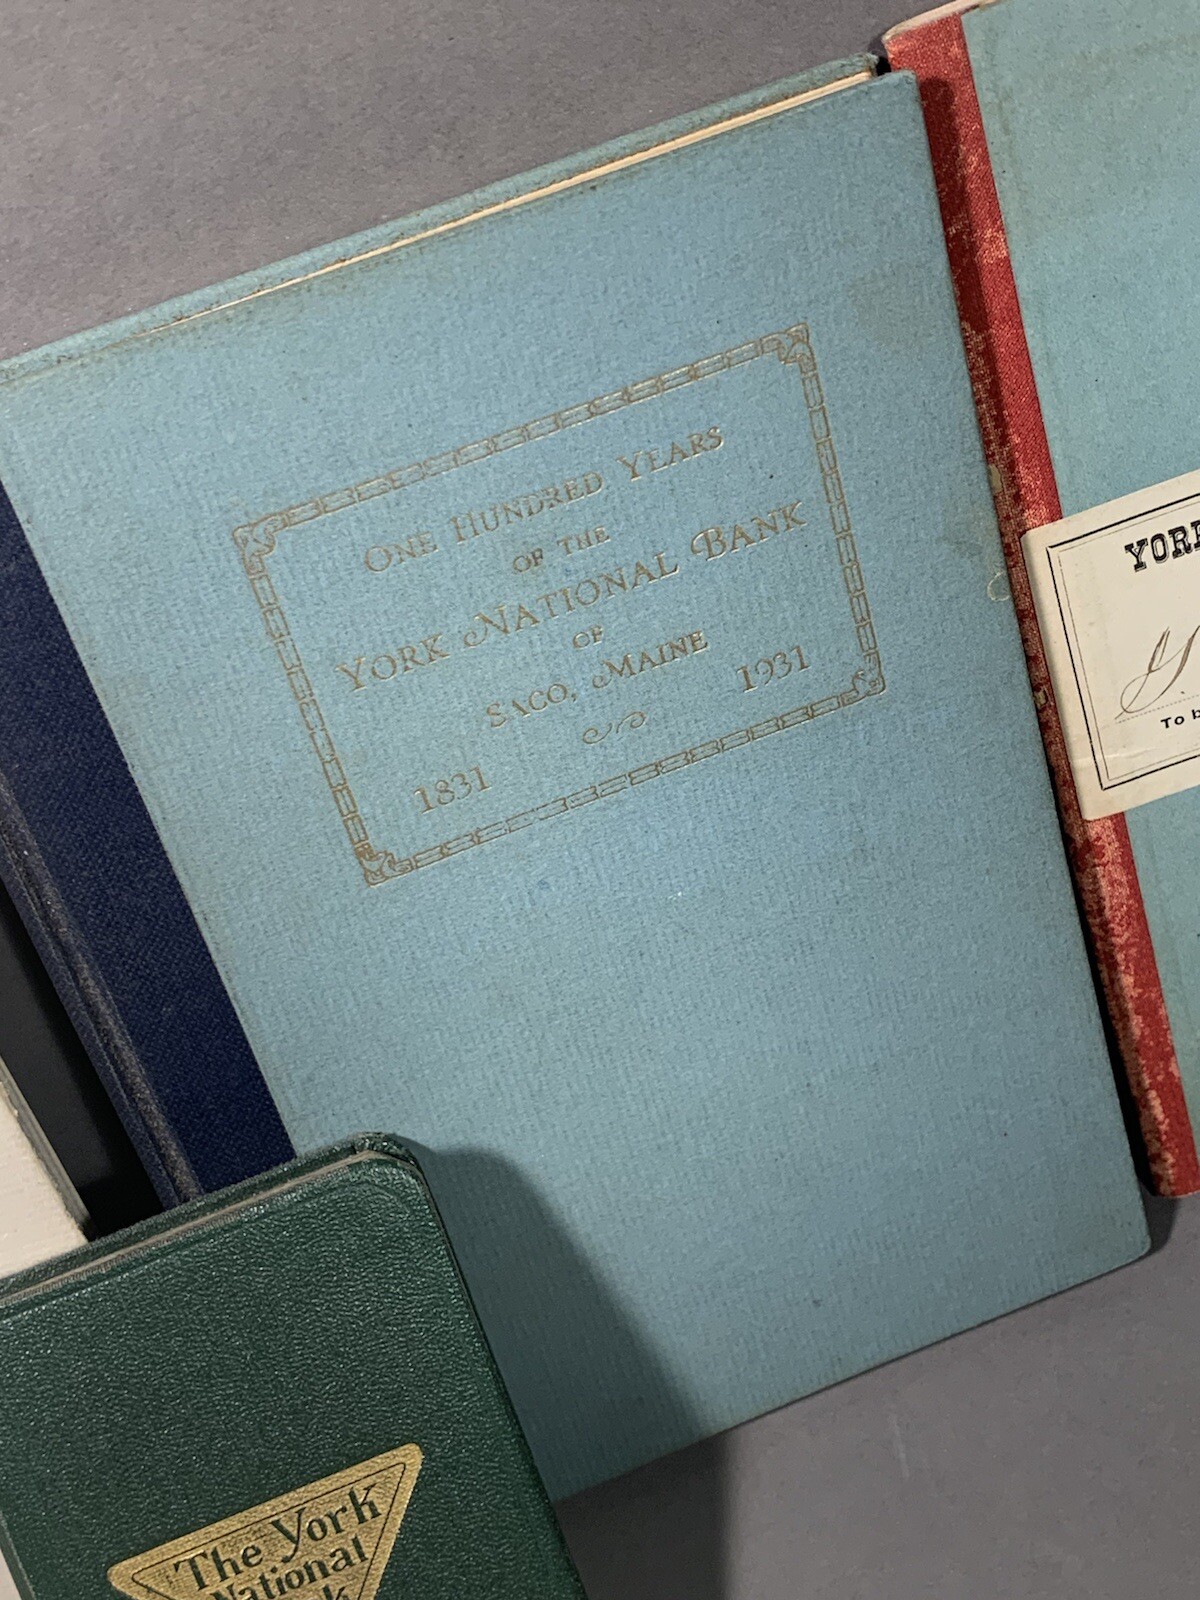 ONE HUNDRED YEARS
OF THE
YORK NATIONAL BANK
OF
SACO, MAINE
1831 1931
YORK
To b
The York
National